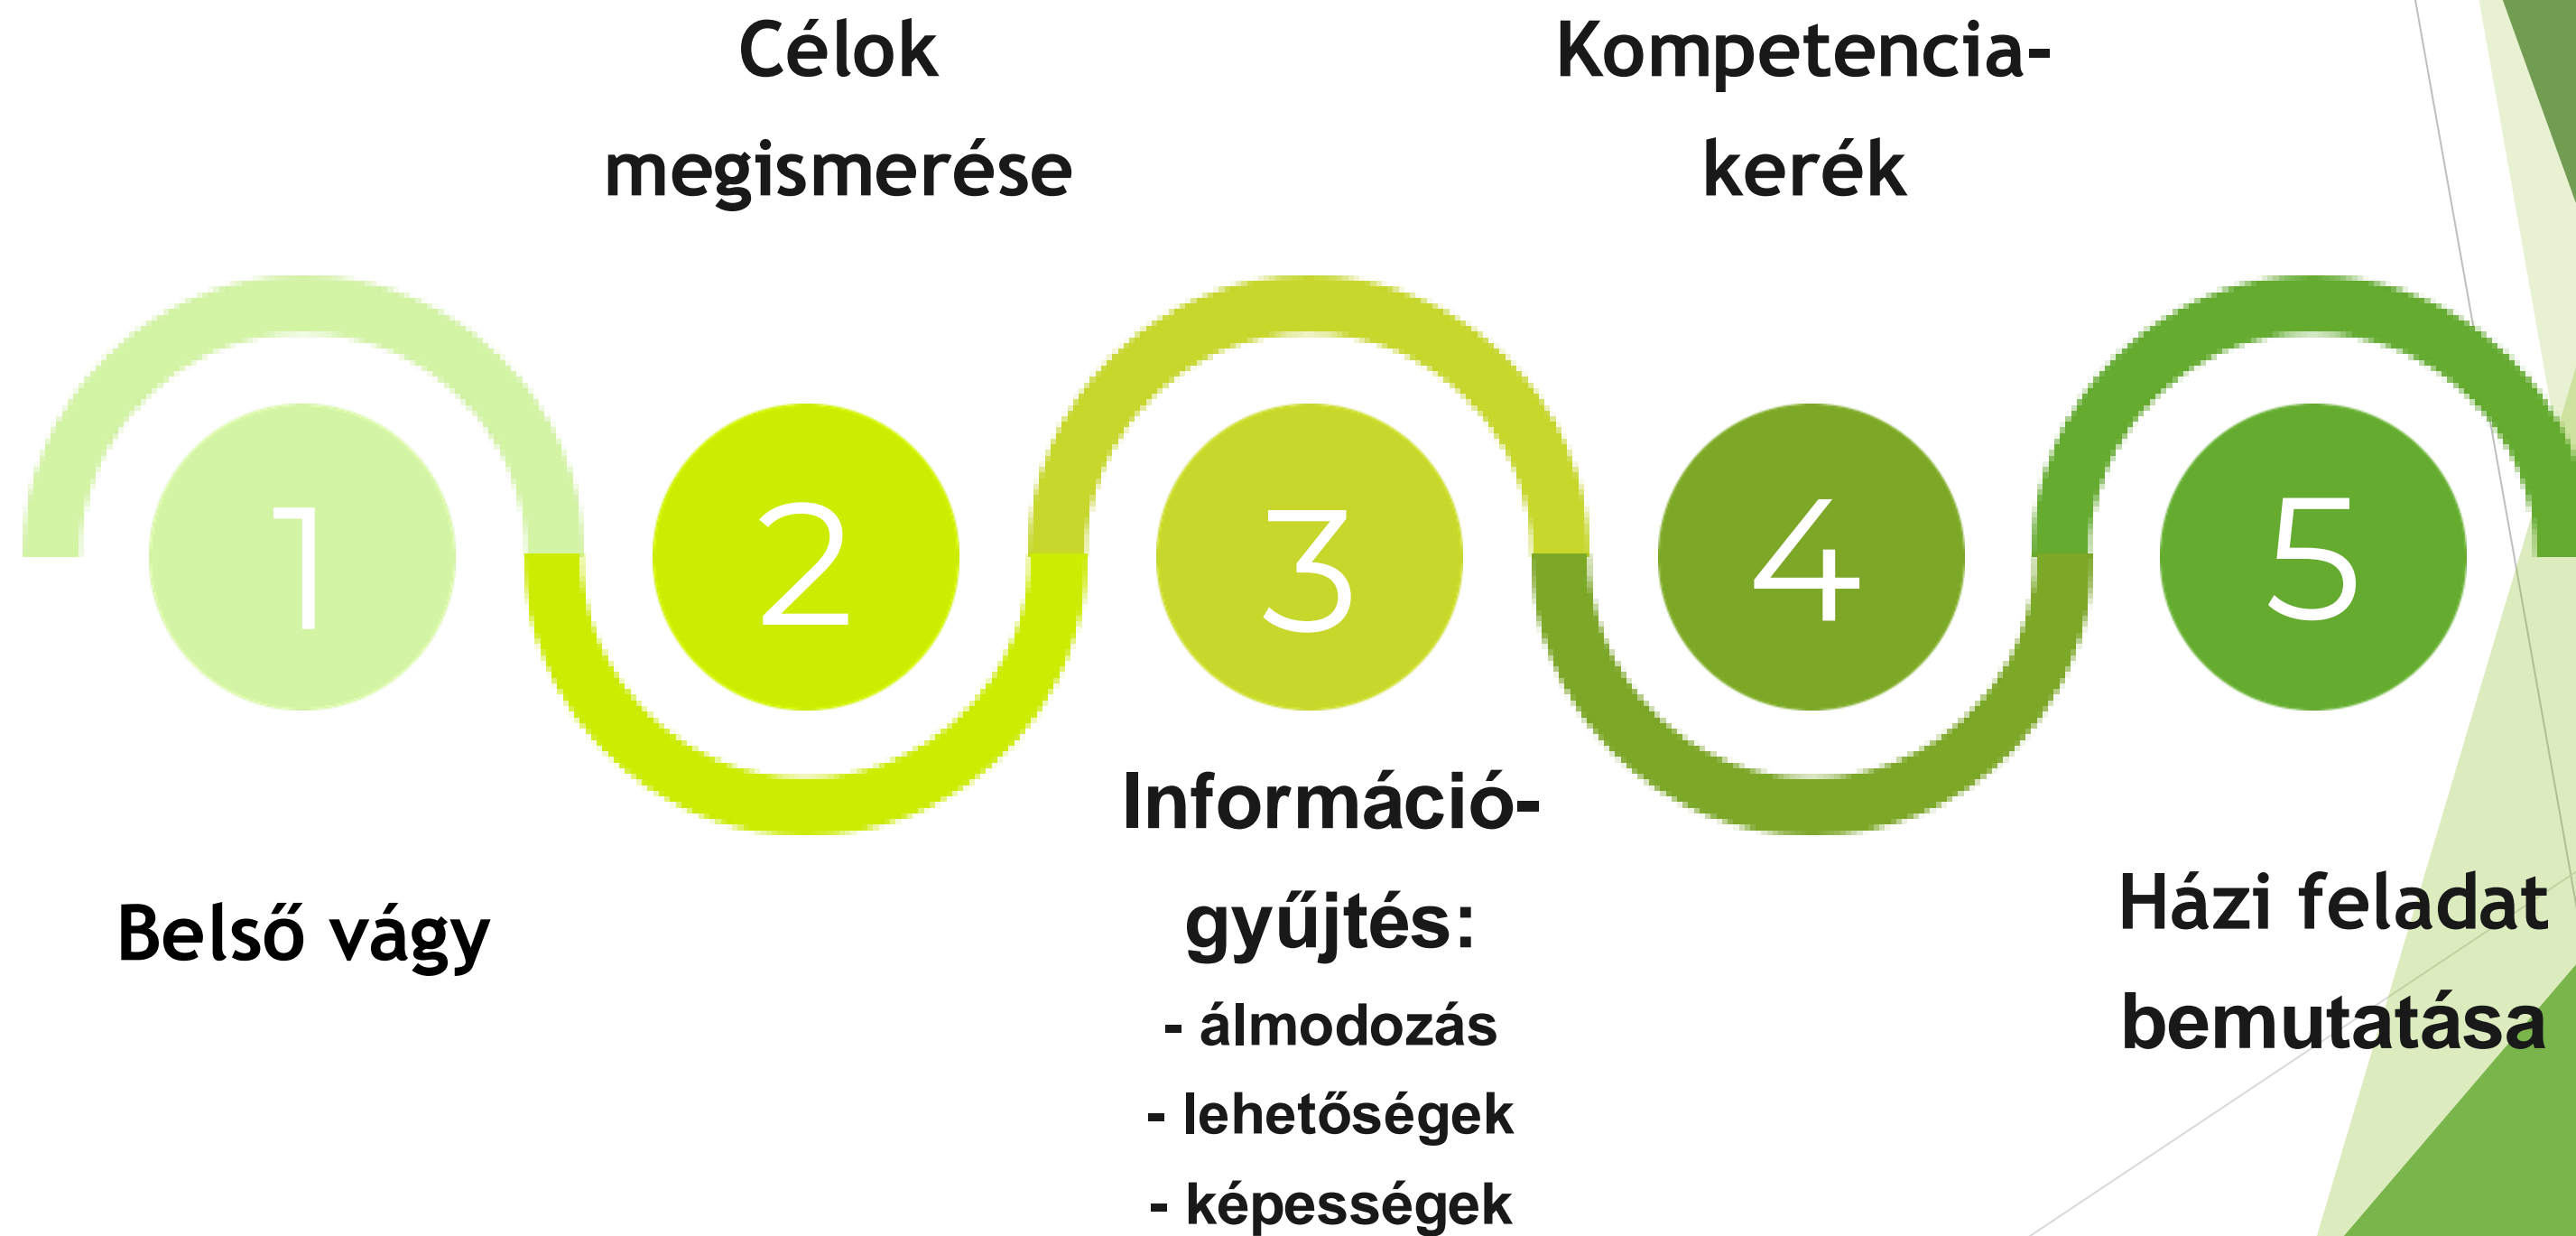 Célok
megismerése
Kompetencia-
kerék
1
2
3
4
5
Belső vágy
Információ-
gyűjtés:
- álmodozás
- lehetőségek
- képességek
Házi feladat
bemutatása